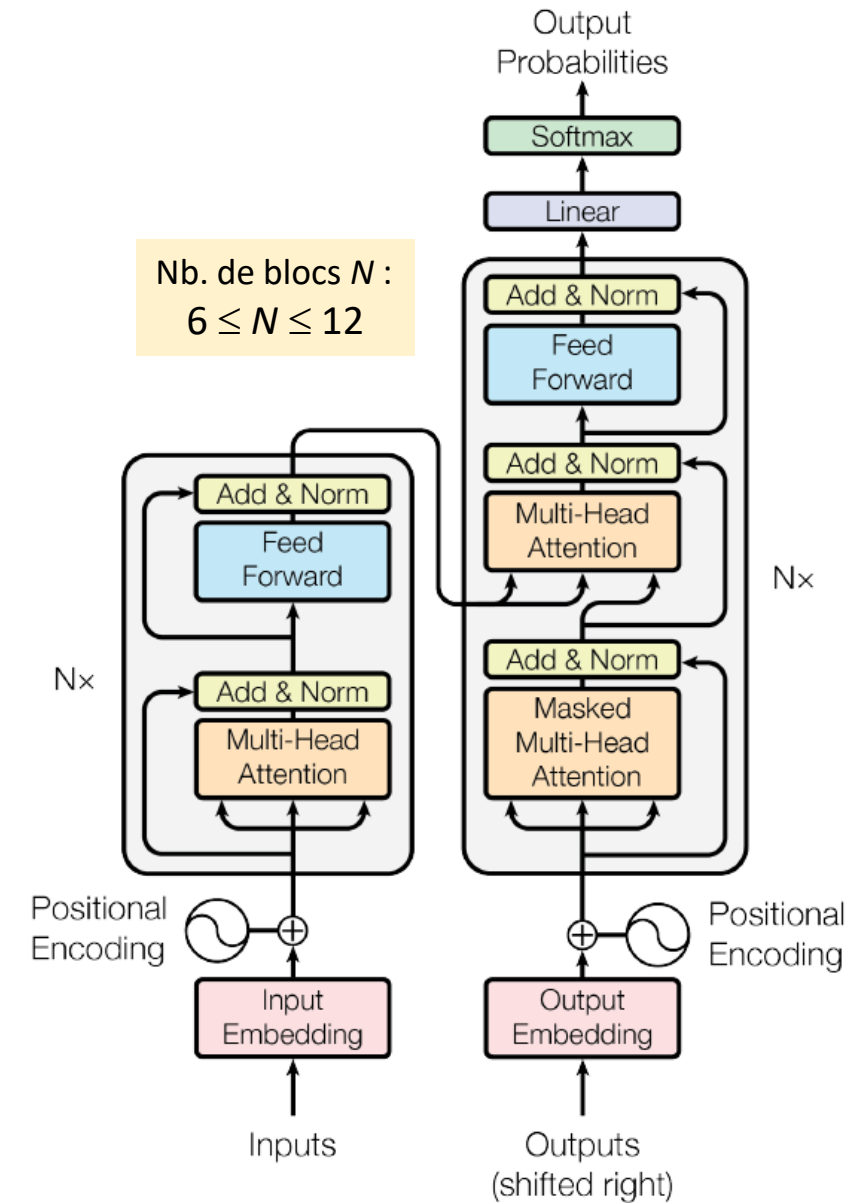 Output
Probabilities
Softmax
Linear
Nb. de blocs N :
6 ≤ N ≤ 12
Add & Norm
Feed
Forward
Add & Norm
Multi-Head
Attention
Add & Norm
Masked
Multi-Head
Attention
N×
Add & Norm
Feed
Forward
Add & Norm
Multi-Head
Attention
N×
Positional
Encoding
Positional
Encoding
Input
Embedding
Output
Embedding
Inputs
Outputs
(shifted right)